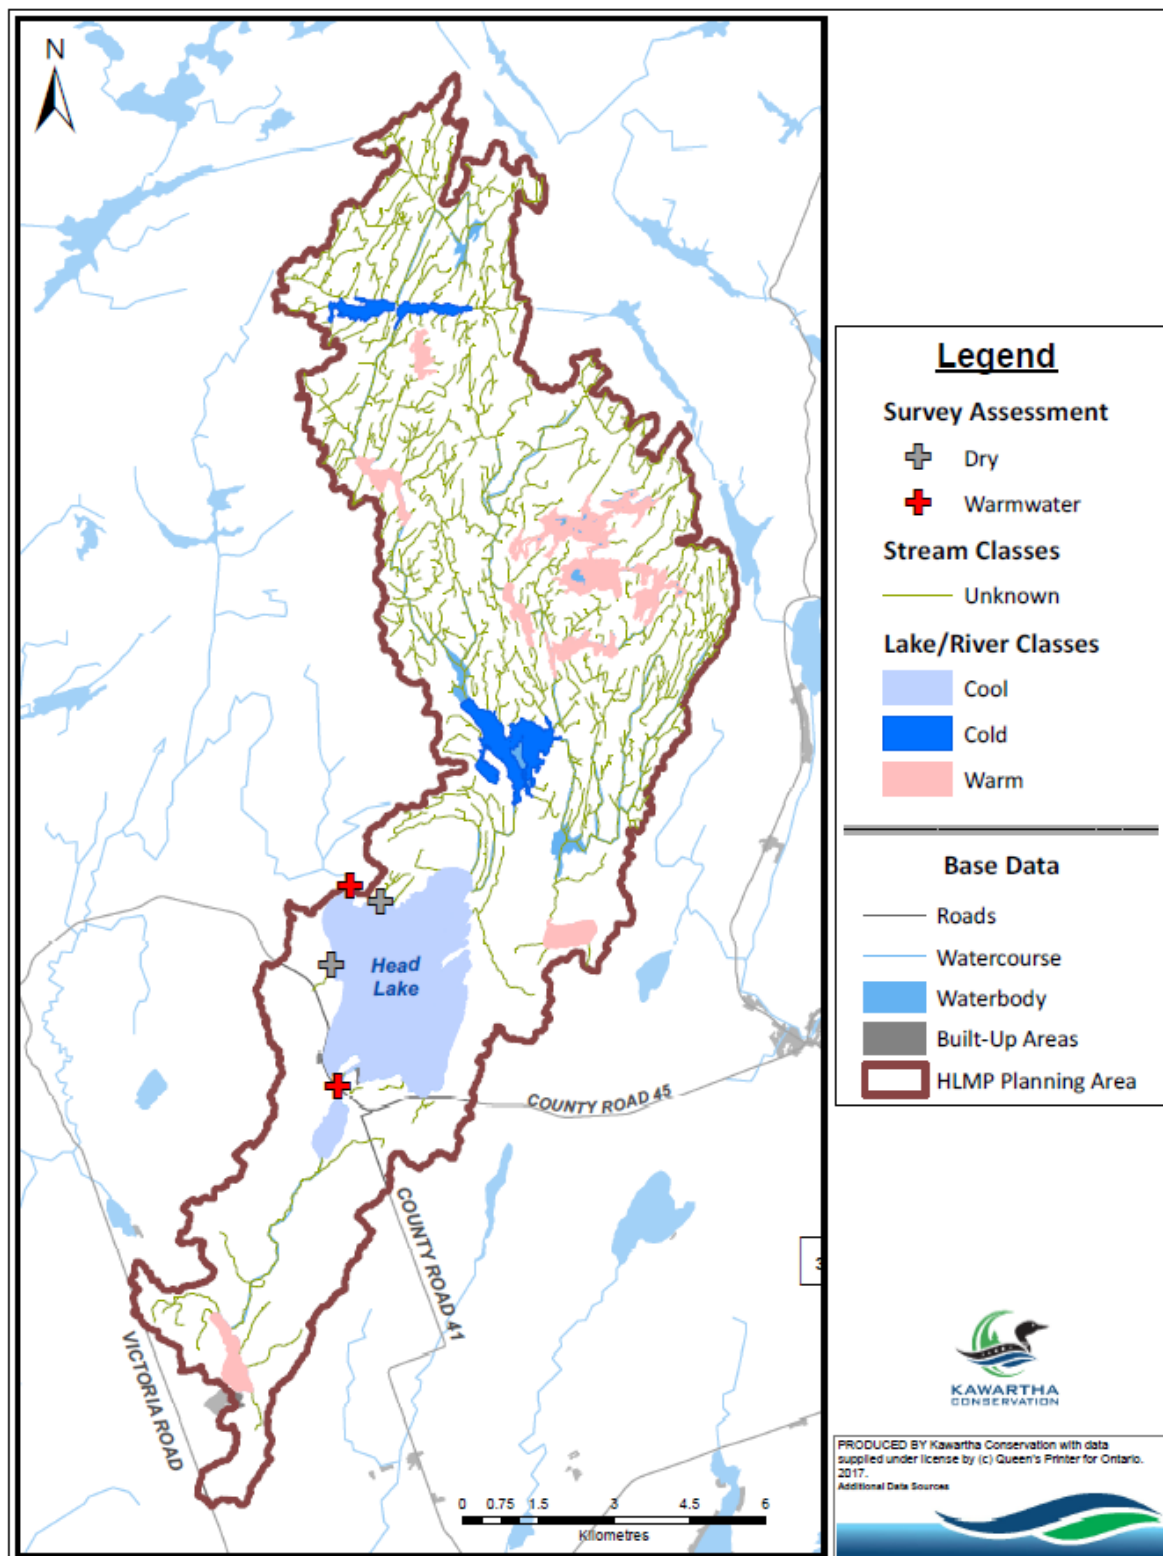 N
Head
Lake
COUNTY ROAD 45
COUNTY ROAD 41
VICTORIA ROAD
0 0.75 1.5 3 4.5 6
Kilometres
Legend
Survey Assessment
Dry
Warmwater
Stream Classes
Unknown
Lake/River Classes
Cool
Cold
Warm
Base Data
Roads
Watercourse
Waterbody
Built-Up Areas
HLMP Planning Area
KAWARTHA
CONSERVATION
PRODUCED BY Kawartha Conservation with data
supplied under license by (c) Queen's Printer for Ontario.
2017.
Additional Data Sources